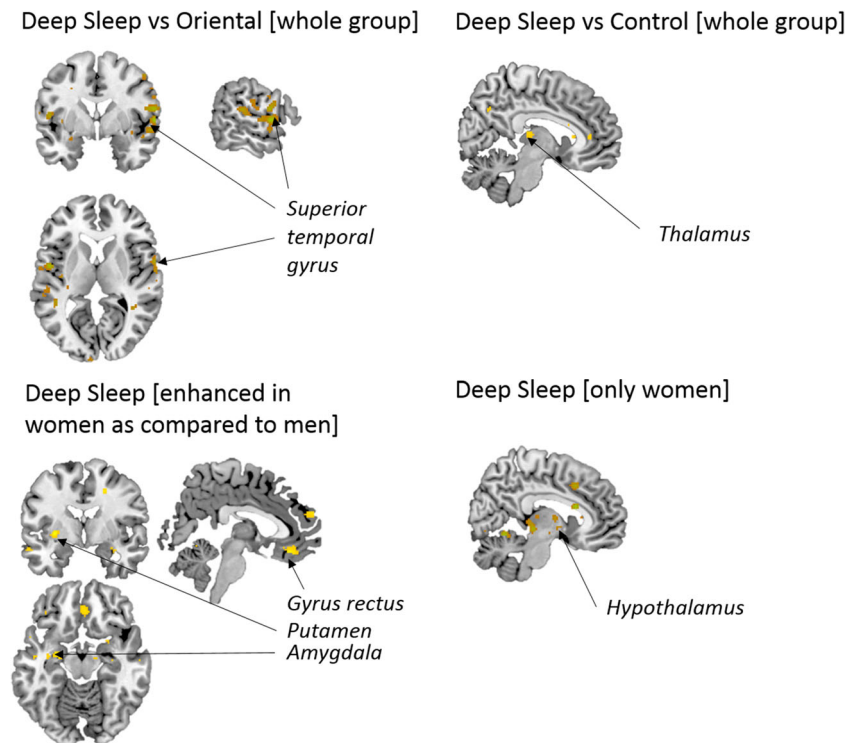 Deep Sleep vs Oriental [whole group]
Deep Sleep vs Control [whole group]
Superior
temporal
gyrus
Thalamus
Deep Sleep [enhanced in
women as compared to men]
Deep Sleep [only women]
Gyrus rectus
Putamen
Amygdala
Hypothalamus